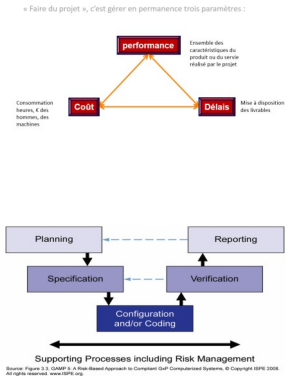 « Faire du projet », c'est gérer en permanence trois paramètres :
performance
Ensemble des
caractéristiques du
produit ou du servie
réalisé par le projet
Consommation
heures, € des
hommes, des
machines
Coût
Délais
Mise à disposition
des livrables
Planning
Reporting
Specification
Verification
Configuration
and/or Coding
Supporting Processes including Risk Management
Source: Figure 3.3, GAMP 5: A Risk-Based Approach to Compliant GxP Computerized Systems, © Copyright ISPE 2008.
All rights reserved. www.ISPE.org.